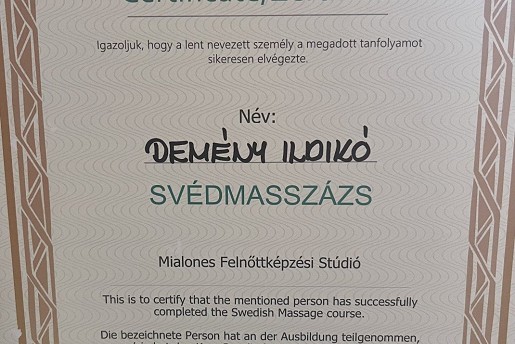 Igazoljuk, hogy a lent nevezett személy a megadott tanfolyamot
sikeresen elvégezte.
Név:
DEMÉNY ILDIKÓ
SVÉDMASSZÁZS
Mialones Felnőttképzési Stúdió
This is to certify that the mentioned person has successfully
completed the Swedish Massage course.
Die bezeichnete Person hat an der Ausbildung teilgenommen,